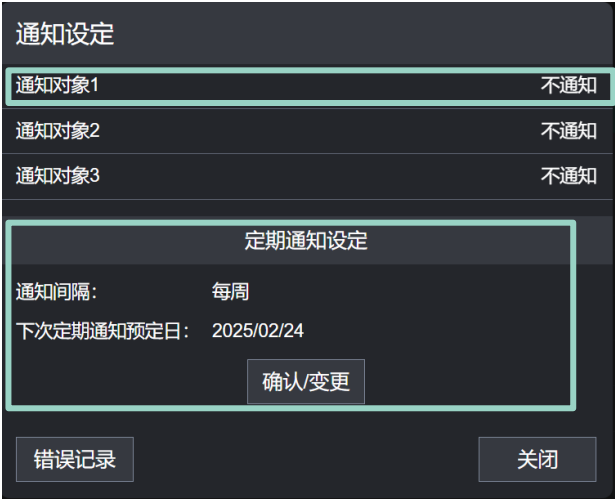 通知设定
通知对象1 不通知
通知对象2 不通知
通知对象3 不通知
定期通知设定
通知间隔： 每周
下次定期通知预定日： 2025/02/24
确认/变更
错误记录 关闭